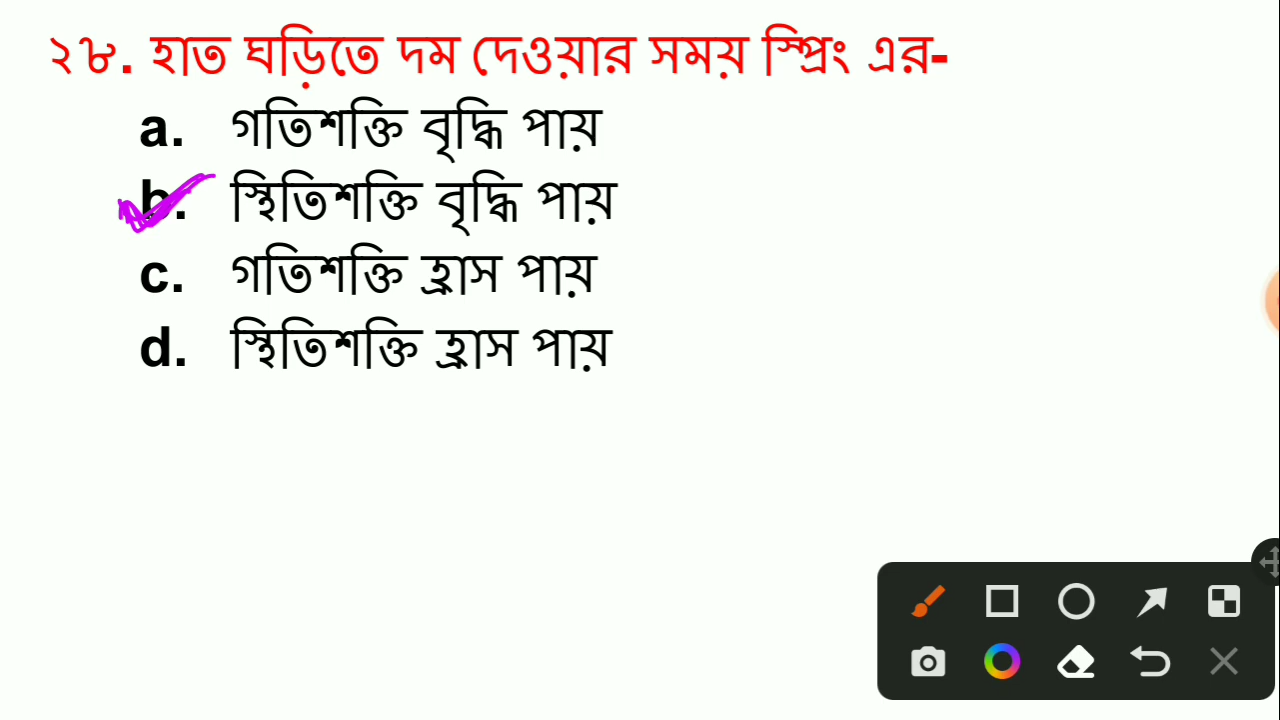 ২৮. হাত ঘড়িতে দম দেওয়ার সময় স্প্রিং এর-
a. গতিশক্তি বৃদ্ধি পায়
b. স্থিতিশক্তি বৃদ্ধি পায়
c. গতিশক্তি হ্রাস পায়
d. স্থিতিশক্তি হ্রাস পায়